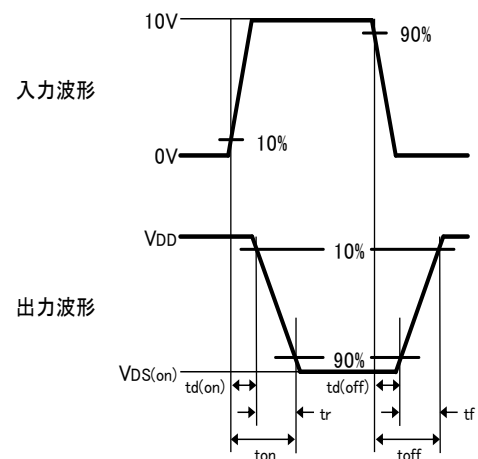 10V
90%
入力波形
10%
0V
VDD
10%
出力波形
90%
VDS(on)
td(on)
td(off)
tr
tf
ton
toff